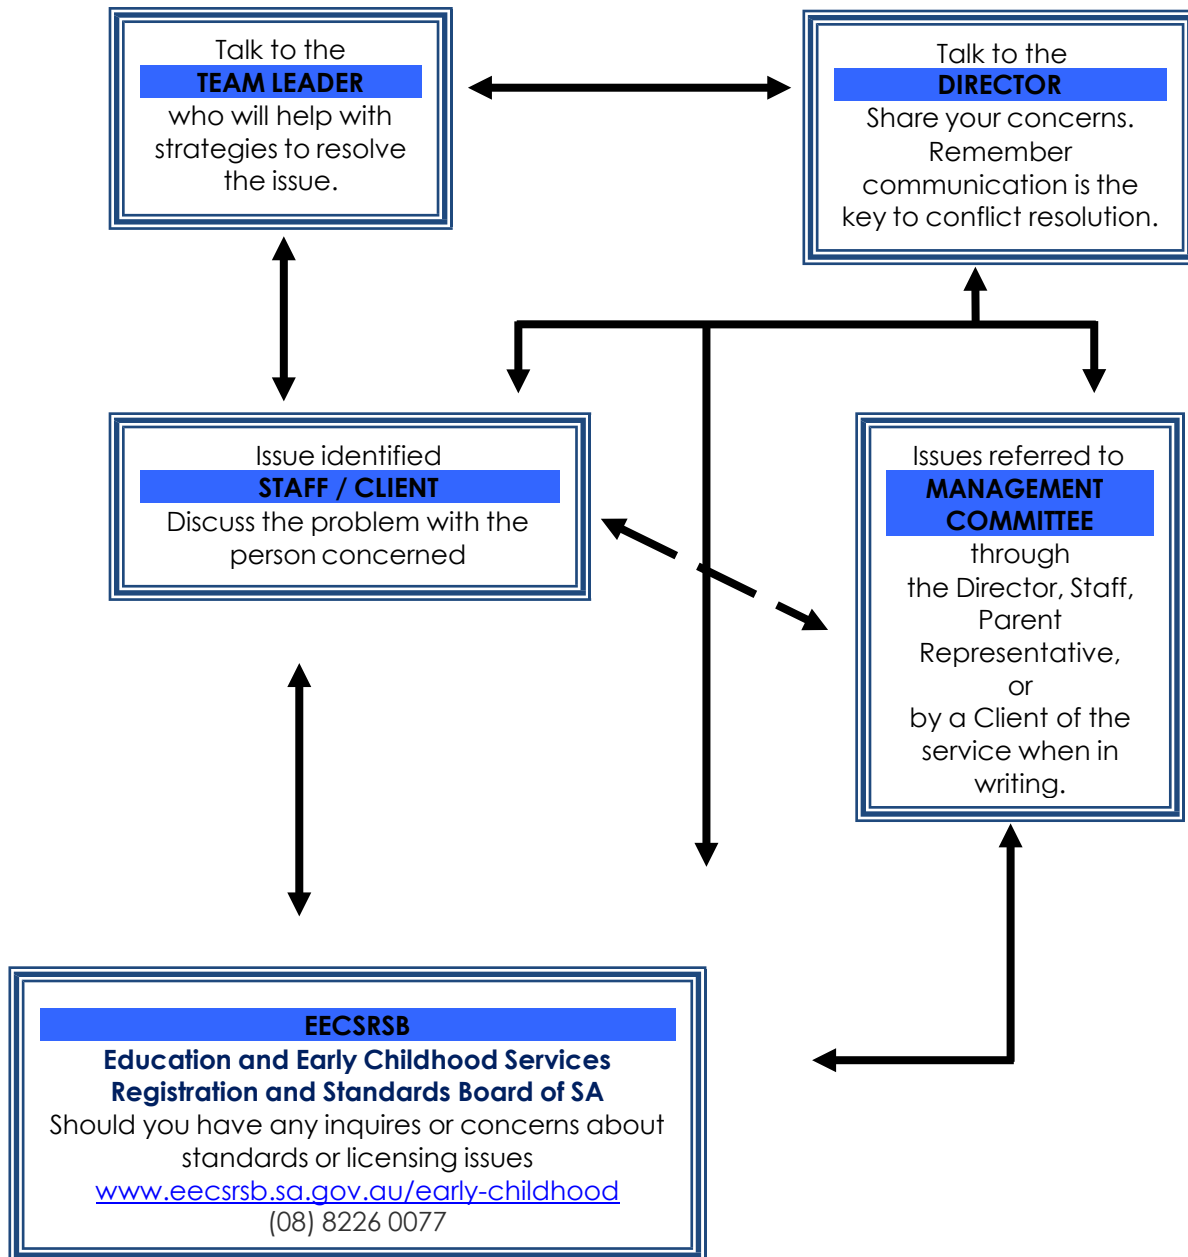 Talk to the
TEAM LEADER
who will help with
strategies to resolve
the issue.
Talk to the
DIRECTOR
Share your concerns.
Remember
communication is the
key to conflict resolution.
Issue identified
STAFF / CLIENT
Discuss the problem with the
person concerned
Issues referred to
MANAGEMENT
COMMITTEE
through
the Director, Staff,
Parent
Representative,
or
by a Client of the
service when in
writing.
EECSRSB
Education and Early Childhood Services
Registration and Standards Board of SA
Should you have any inquires or concerns about
standards or licensing issues
www.eecsrsb.sa.gov.au/early-childhood
(08) 8226 0077